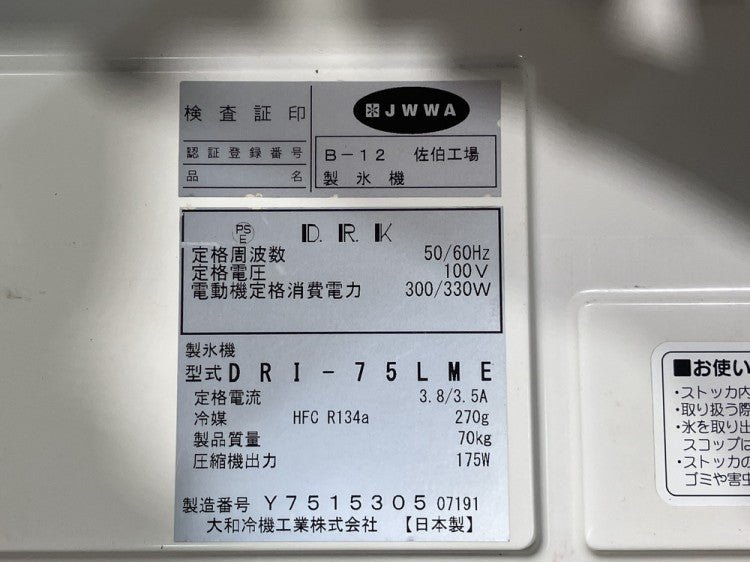 検査証印
JWWA
認証登録番号 B-12 佐伯工場
品名 製氷機
PSE D.R.K
定格周波数 50/60Hz
定格電圧 100V
電動機定格消費電力 300/330W
製氷機
型式 DRI-75LME
定格電流 3.8/3.5A
冷媒 HFC R134a 270g
製品質量 70kg
圧縮機出力 175W
製造番号 Y7515305 07191
大和冷機工業株式会社 【日本製】
■お使い
・ストッカ内
・取り扱う際
・氷を取り出
スコップは
・ストッカの
ゴミや害虫